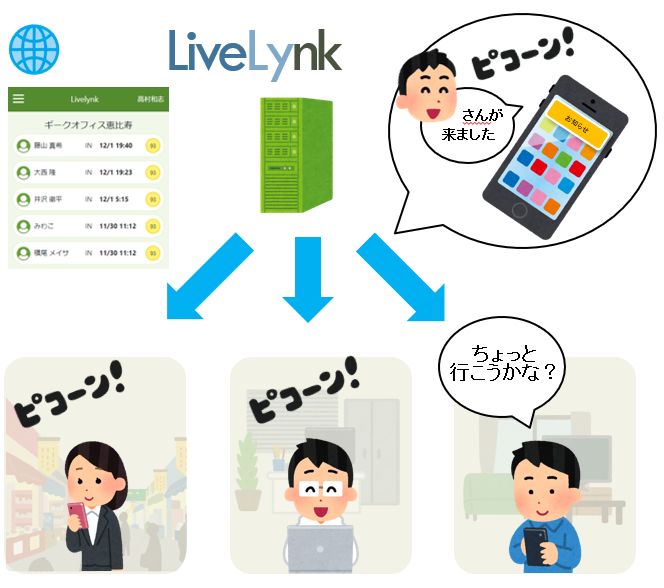 LiveLynk
ピコーン!
さんが
来ました
お知らせ
Livelynk
高村和志
ギークオフィス恵比寿
藤山 真希 IN 12/1 19:40 93
大西 隆 IN 12/1 19:23 93
井沢 徹平 IN 12/1 5:15 93
みわこ IN 11/30 11:12 93
横尾 メイサ IN 11/30 11:12 93
ピコーン!
ピコーン!
ちょっと
行こうかな？